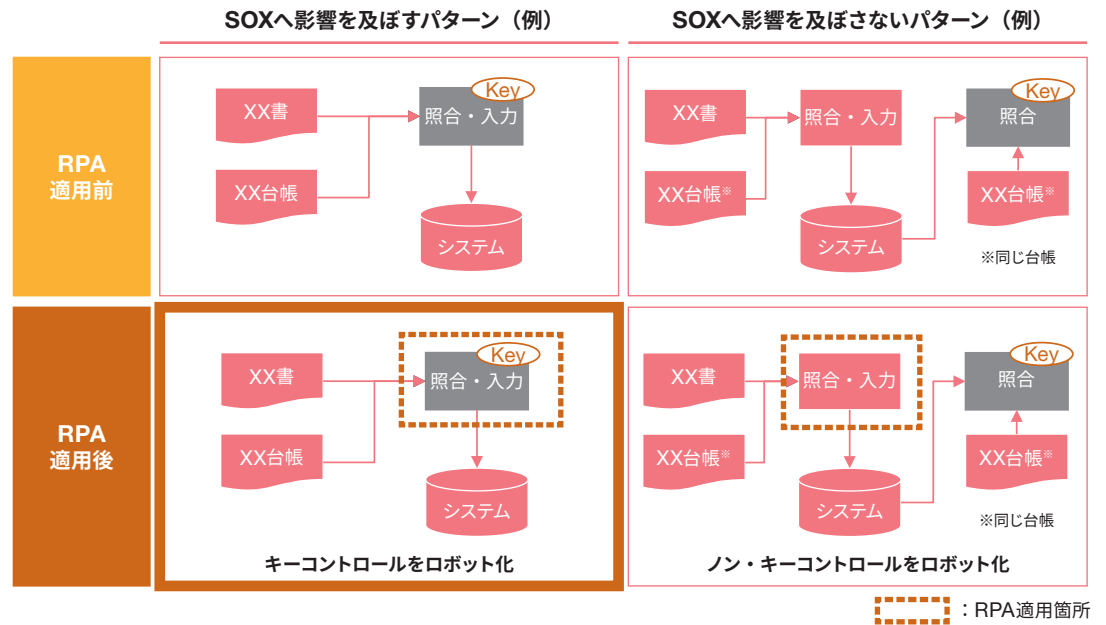 SOXへ影響を及ぼすパターン（例）
SOXへ影響を及ぼさないパターン（例）
RPA
適用前
XX書
XX台帳
Key
照合・入力
システム
XX書
XX台帳※
照合・入力
システム
Key
照合
XX台帳※
※同じ台帳
RPA
適用後
XX書
XX台帳
Key
照合・入力
システム
キーコントロールをロボット化
XX書
XX台帳※
照合・入力
システム
Key
照合
XX台帳※
※同じ台帳
ノン・キーコントロールをロボット化
：RPA適用箇所